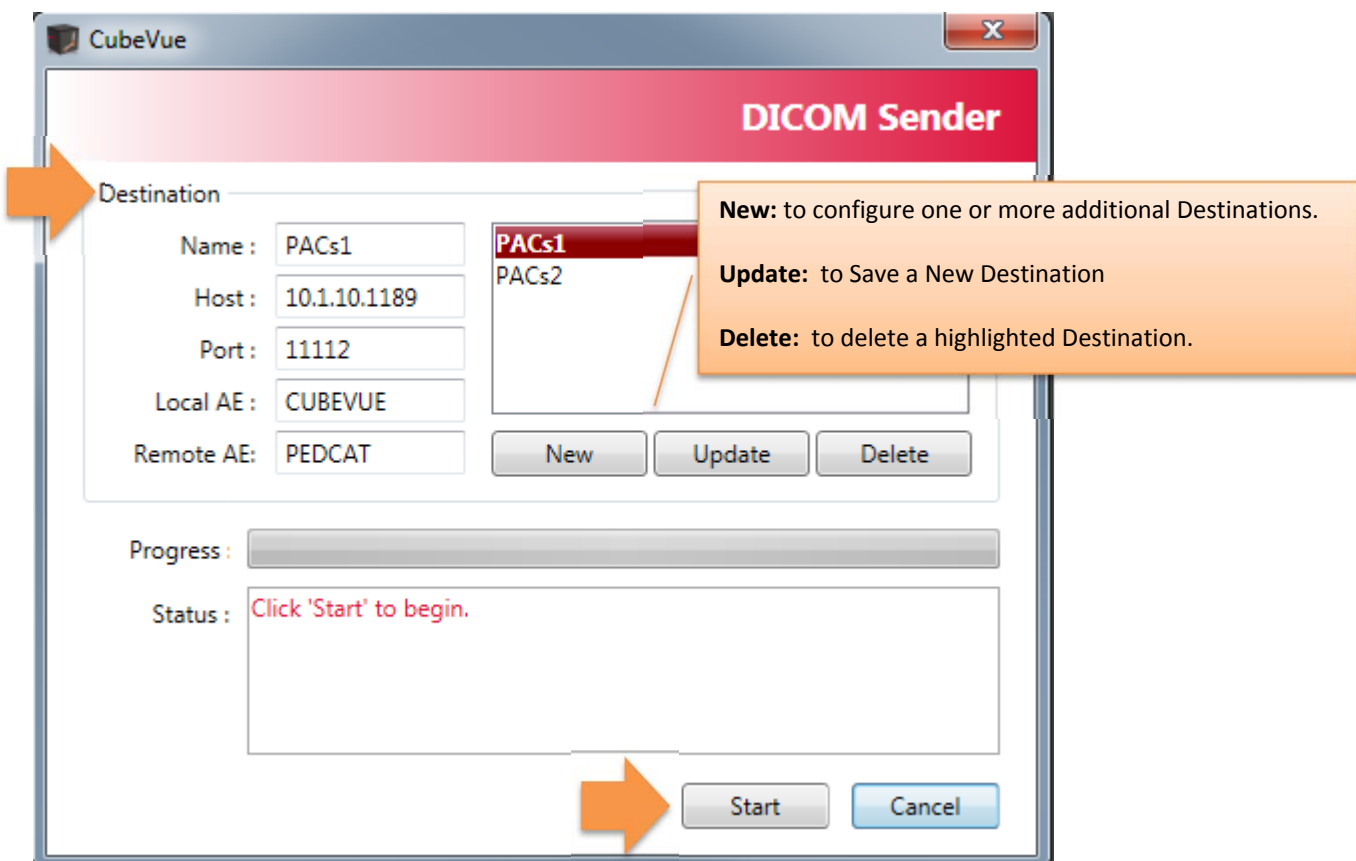 CubeVue
DICOM Sender
Destination
Name : PACs1
Host : 10.1.10.1189
Port : 11112
Local AE : CUBEVUE
Remote AE: PEDCAT
PACs1
PACs2
New: to configure one or more additional Destinations.
Update: to Save a New Destination
Delete: to delete a highlighted Destination.
New Update Delete
Progress :
Status : Click 'Start' to begin.
Start Cancel